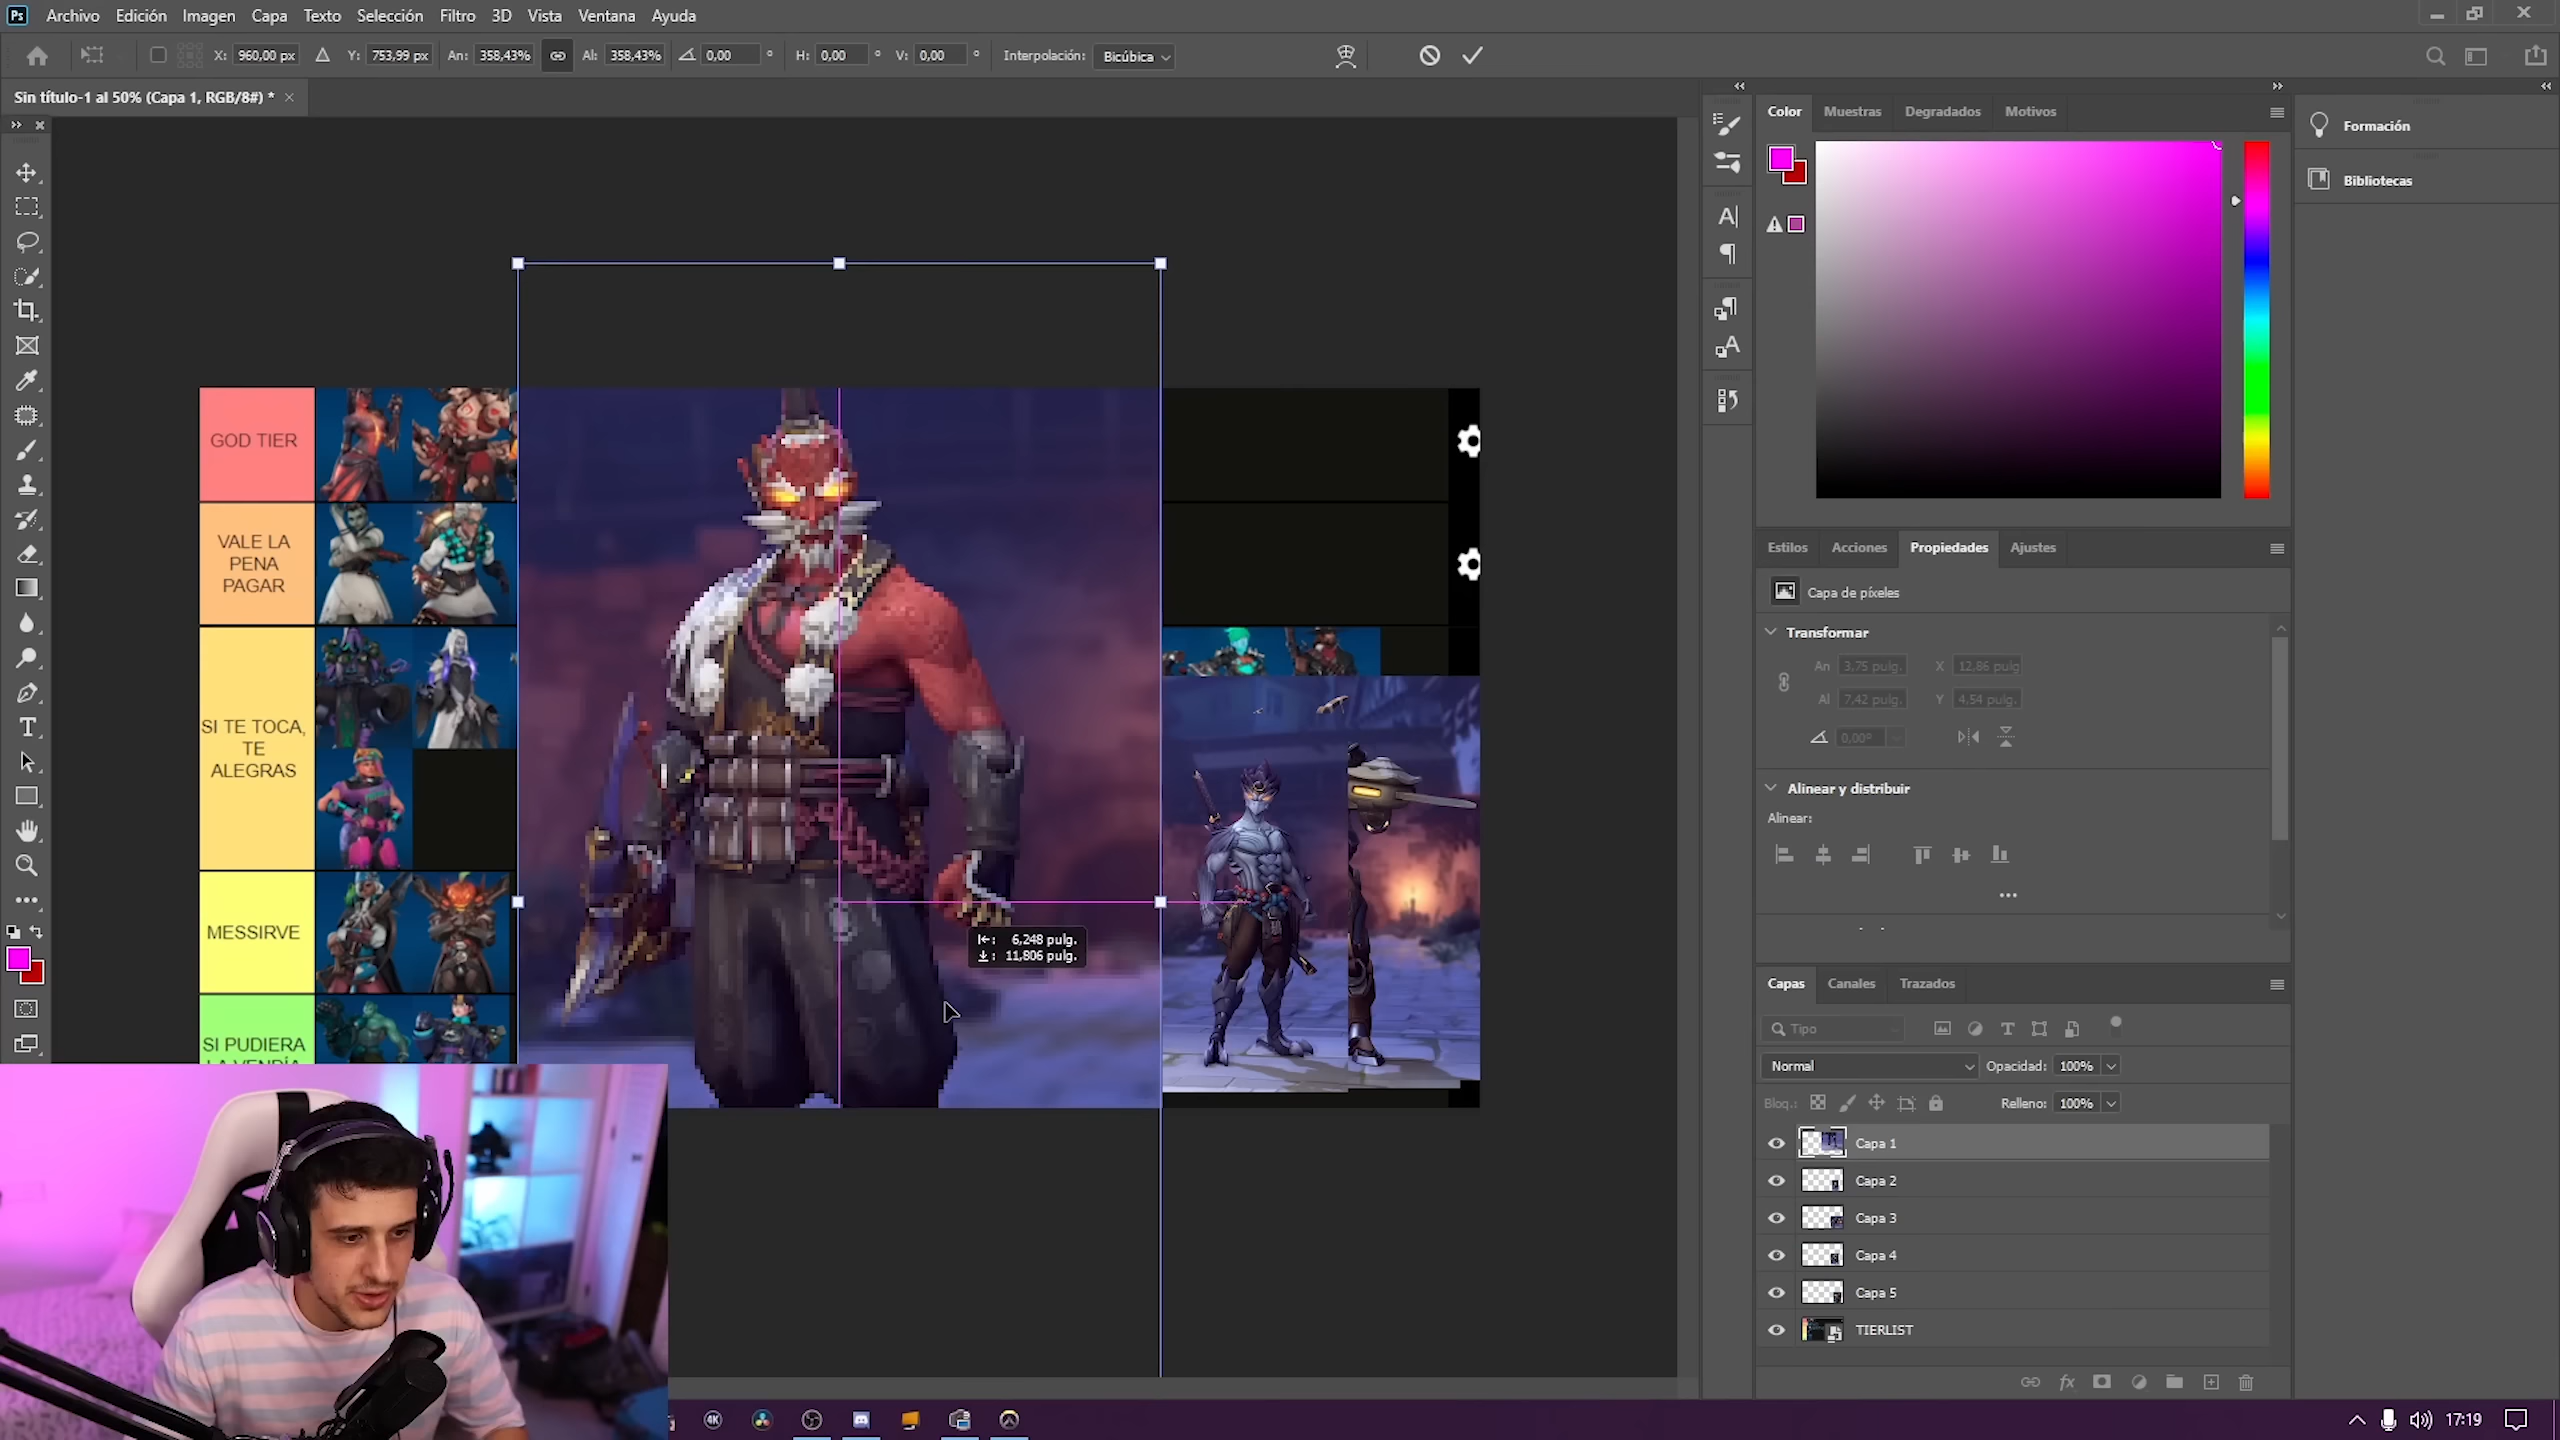 Ps Archivo Edición Imagen Capa Texto Selección Filtro 3D Vista Ventana Ayuda
X: 960,00 px Y: 753,99 px An: 358,43% Al: 358,43% 0,00 ° H: 0,00 ° V: 0,00 ° Interpolación: Bicúbica
Sin título-1 al 50% (Capa 1, RGB/8#) *
Color Muestras Degradados Motivos
Formación
Bibliotecas
GOD TIER
VALE LA
PENA
PAGAR
SI TE TOCA,
TE
ALEGRAS
MESSIRVE
SI PUDIERA
LA VENDÍA
6,248 pulg.
11,806 pulg.
Estilos Acciones Propiedades Ajustes
Capa de píxeles
Transformar
An 3,75 pulg. X 12,86 pulg
Al 7,42 pulg. Y 4,54 pulg.
0,00°
Alinear y distribuir
Alinear:
Capas Canales Trazados
Tipo
Normal Opacidad: 100%
Bloq.: Relleno: 100%
Capa 1
Capa 2
Capa 3
Capa 4
Capa 5
TIERLIST
4K
17:19